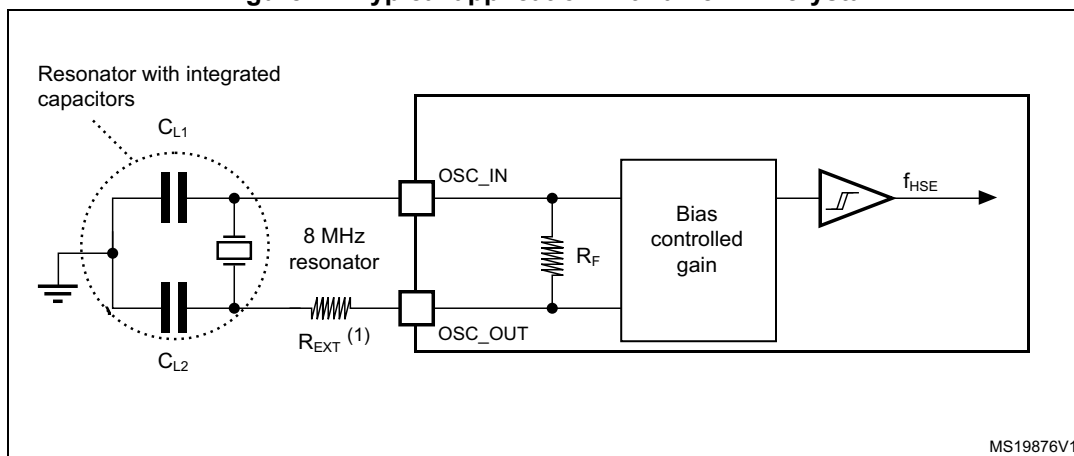 Resonator with integrated
capacitors
CL1
OSC_IN
fHSE
8 MHz
resonator
RF
Bias
controlled
gain
REXT (1)
OSC_OUT
CL2
MS19876V1